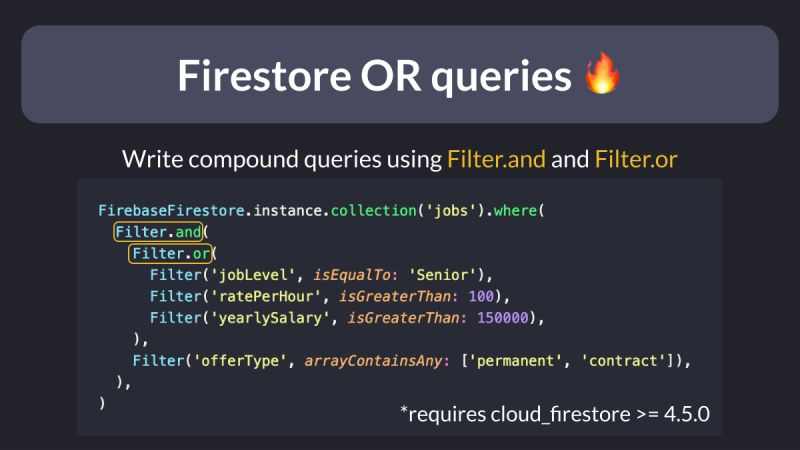 Firestore OR queries 🔥
Write compound queries using Filter.and and Filter.or
FirebaseFirestore.instance.collection('jobs').where(
  Filter.and(
    Filter.or(
      Filter('jobLevel', isEqualTo: 'Senior'),
      Filter('ratePerHour', isGreaterThan: 100),
      Filter('yearlySalary', isGreaterThan: 150000),
    ),
    Filter('offerType', arrayContainsAny: ['permanent', 'contract']),
  ),
)
*requires cloud_firestore >= 4.5.0